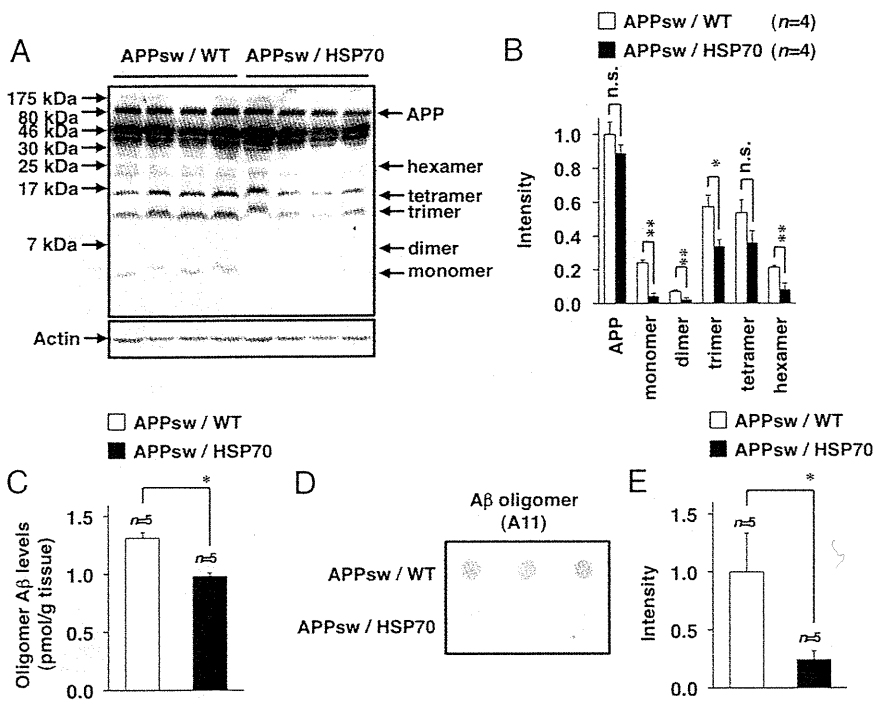 A
APPsw / WT APPsw / HSP70
175 kDa
80 kDa
46 kDa
30 kDa
25 kDa
17 kDa
7 kDa
APP
hexamer
tetramer
trimer
dimer
monomer
Actin
B
APPsw / WT (n=4)
APPsw / HSP70 (n=4)
Intensity
1.0
0.8
0.6
0.4
0.2
0.0
n.s.
**
**
*
n.s.
**
APP
monomer
dimer
trimer
tetramer
hexamer
C
APPsw / WT
APPsw / HSP70
Oligomer Aβ levels
(pmol/g tissue)
1.5
1.0
0.5
0.0
*
n=5
n=5
D
Aβ oligomer
(A11)
APPsw / WT
APPsw / HSP70
E
APPsw / WT
APPsw / HSP70
Intensity
1.5
1.0
0.5
0.0
*
n=5
n=5